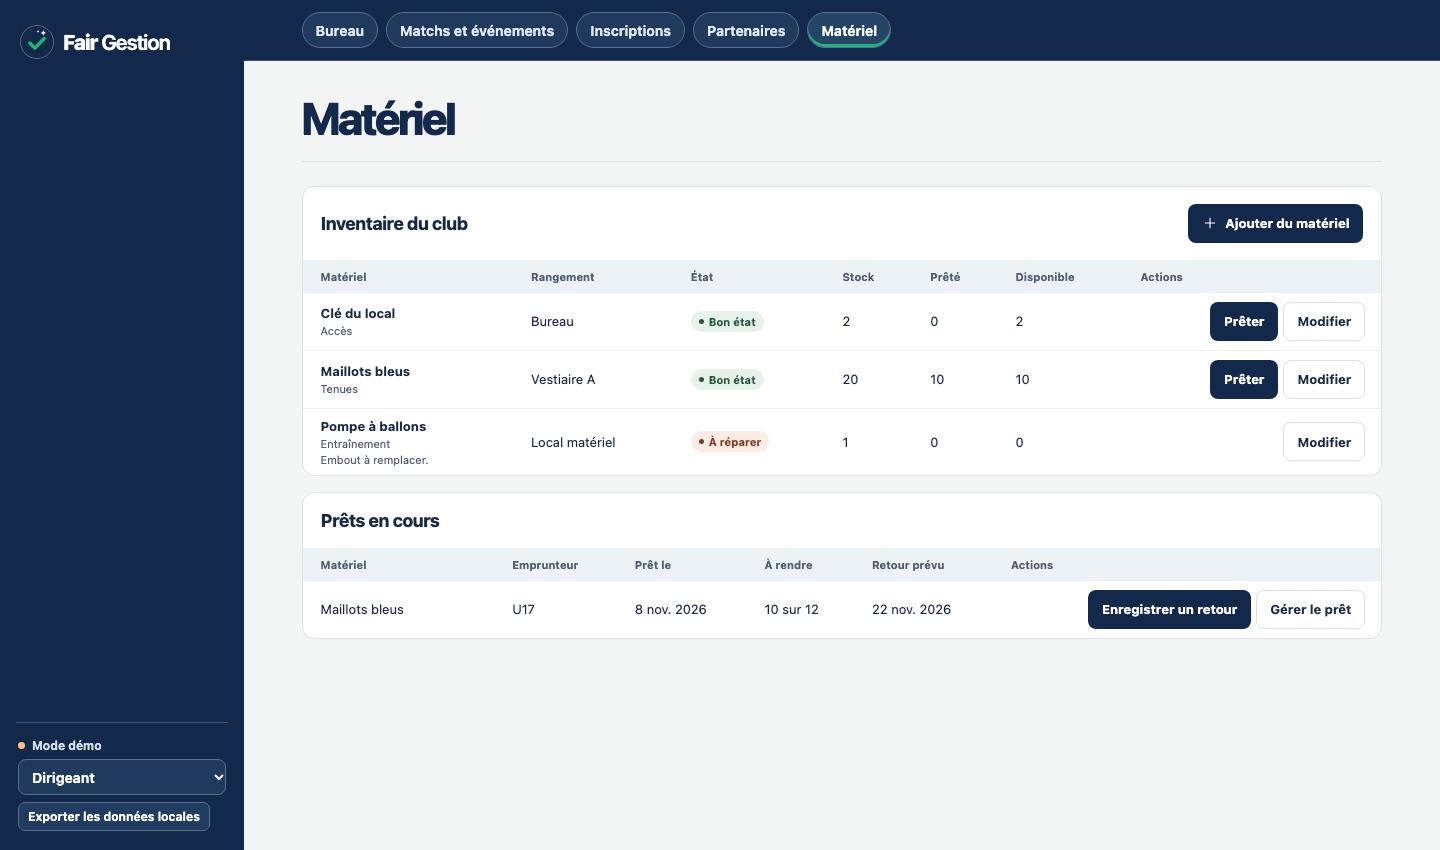 Fair Gestion
Bureau
Matchs et événements
Inscriptions
Partenaires
Matériel
Matériel
Inventaire du club
+ Ajouter du matériel
Matériel Rangement État Stock Prêté Disponible Actions
Clé du local
Accès
Bureau Bon état 2 0 2 Prêter Modifier
Maillots bleus
Tenues
Vestiaire A Bon état 20 10 10 Prêter Modifier
Pompe à ballons
Entraînement
Embout à remplacer.
Local matériel À réparer 1 0 0 Modifier
Prêts en cours
Matériel Emprunteur Prêt le À rendre Retour prévu Actions
Maillots bleus U17 8 nov. 2026 10 sur 12 22 nov. 2026 Enregistrer un retour Gérer le prêt
Mode démo
Dirigeant
Exporter les données locales